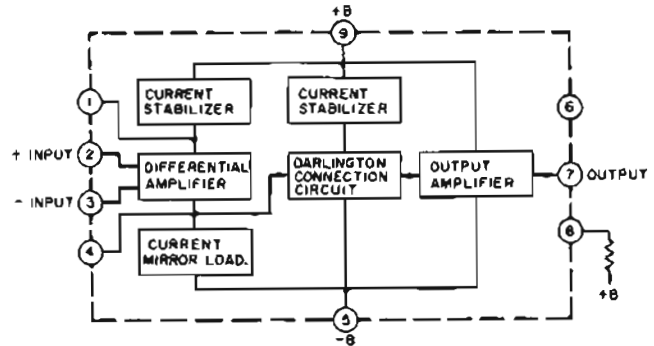 +B
9
CURRENT
STABILIZER
CURRENT
STABILIZER
1
6
+ INPUT
2
DIFFERENTIAL
AMPLIFIER
DARLINGTON
CONNECTION
CIRCUIT
OUTPUT
AMPLIFIER
7
OUTPUT
- INPUT
3
4
CURRENT
MIRROR LOAD.
8
+B
5
-B